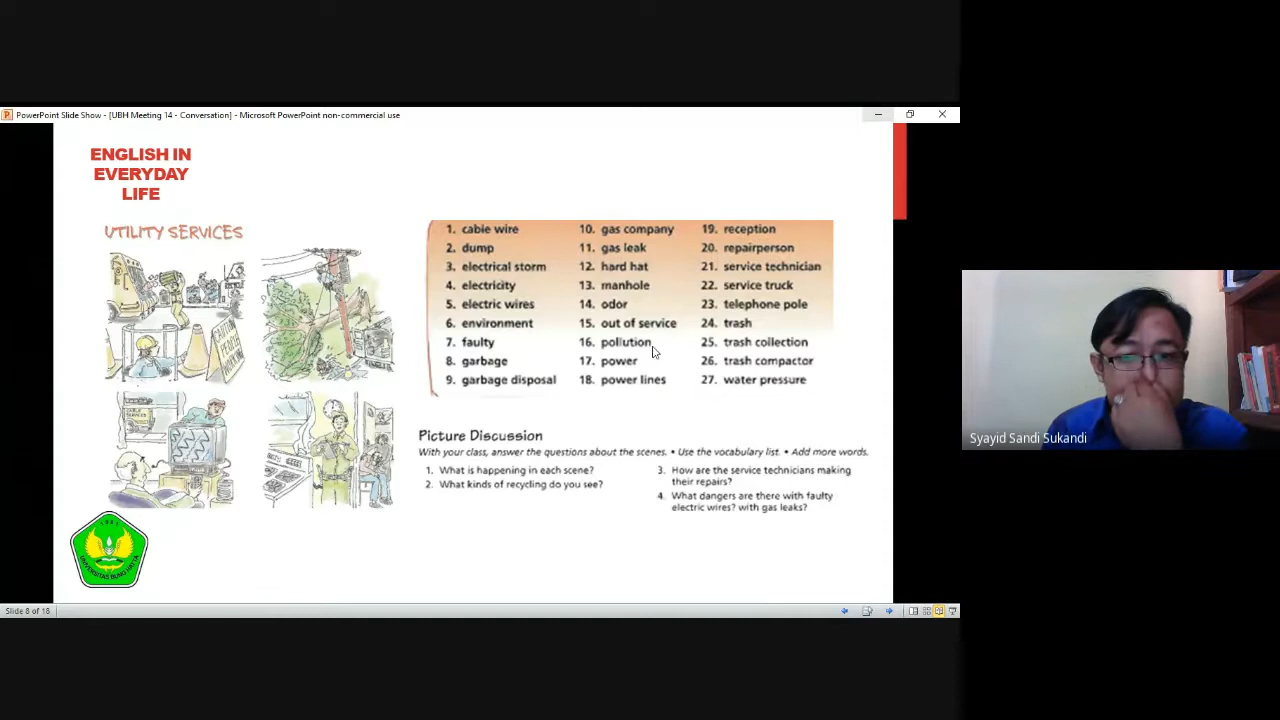 PowerPoint Slide Show - [UBH Meeting 14 - Conversation] - Microsoft PowerPoint non-commercial use
ENGLISH IN
EVERYDAY
LIFE
UTILITY SERVICES
1. cable wire
2. dump
3. electrical storm
4. electricity
5. electric wires
6. environment
7. faulty
8. garbage
9. garbage disposal
10. gas company
11. gas leak
12. hard hat
13. manhole
14. odor
15. out of service
16. pollution
17. power
18. power lines
19. reception
20. repairperson
21. service technician
22. service truck
23. telephone pole
24. trash
25. trash collection
26. trash compactor
27. water pressure
Picture Discussion
With your class, answer the questions about the scenes. • Use the vocabulary list. • Add more words.
1. What is happening in each scene?
2. What kinds of recycling do you see?
3. How are the service technicians making
their repairs?
4. What dangers are there with faulty
electric wires? with gas leaks?
1981
UNIVERSITAS BUNG HATTA
Slide 8 of 18
Syayid Sandi Sukandi